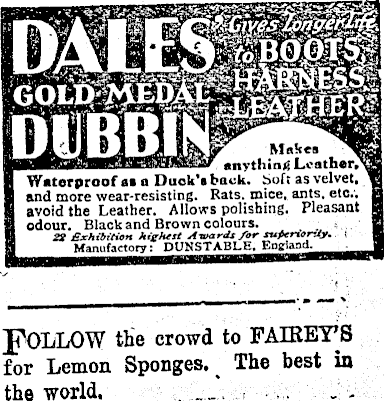 DALES'
GOLD MEDAL
DUBBIN
Gives longer Life
to BOOTS,
HARNESS
LEATHER
Makes
anything Leather,
Waterproof as a Duck's back. Soft as velvet,
and more wear-resisting. Rats, mice, ants, etc.,
avoid the Leather. Allows polishing. Pleasant
odour. Black and Brown colours.
22 Exhibition highest Awards for superiority.
Manufactory: DUNSTABLE, England.
FOLLOW the crowd to FAIREY'S
for Lemon Sponges. The best in
the world.